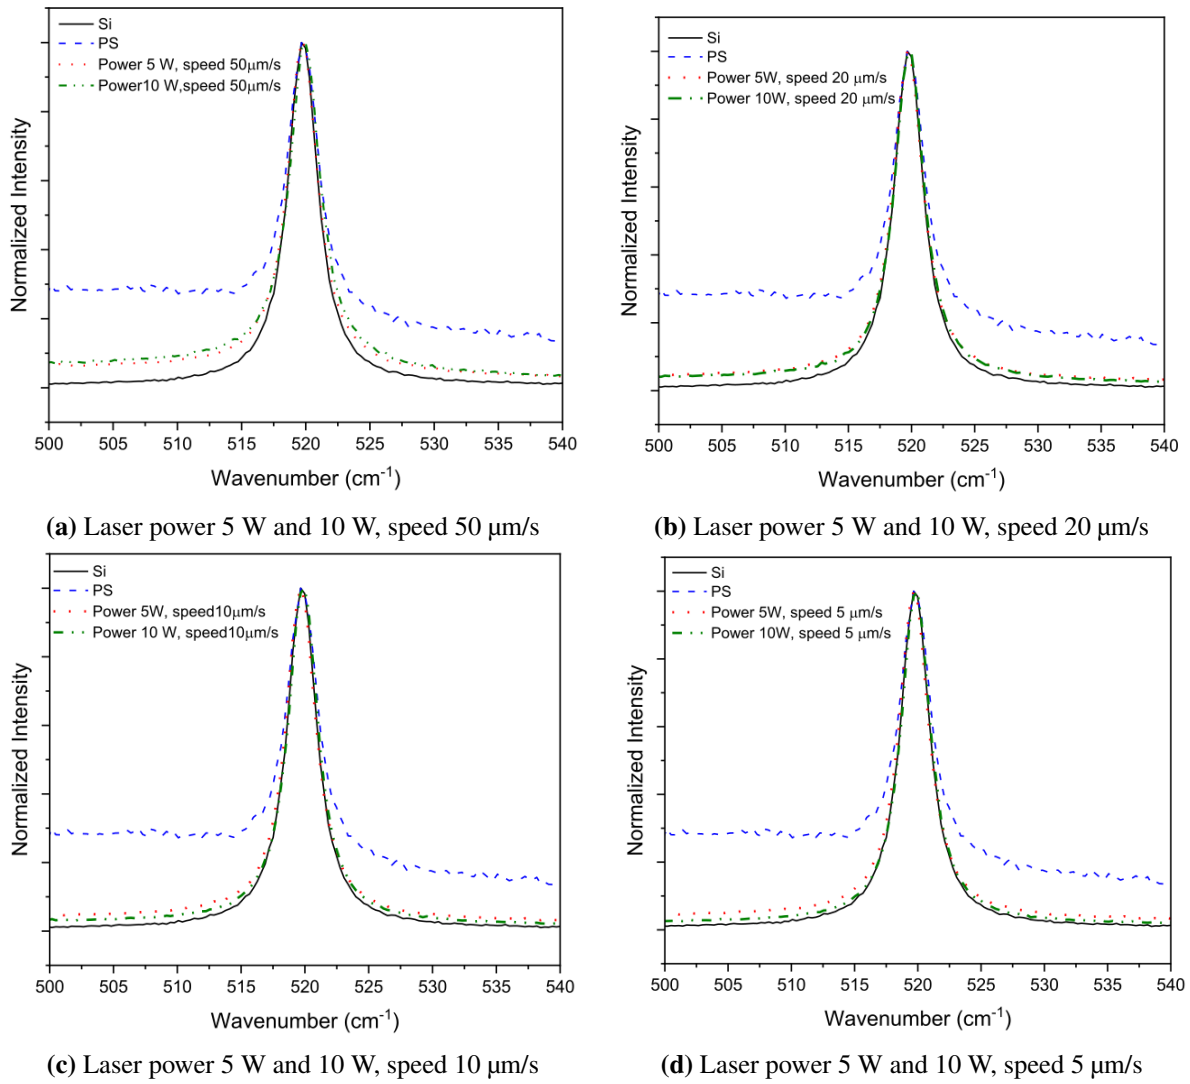 Si
PS
Power 5 W, speed 50μm/s
Power10 W,speed 50μm/s
Normalized Intensity
500 505 510 515 520 525 530 535 540
Wavenumber (cm⁻¹)
(a) Laser power 5 W and 10 W, speed 50 μm/s
Si
PS
Power 5W, speed 20 μm/s
Power 10W, speed 20 μm/s
Normalized Intensity
500 505 510 515 520 525 530 535 540
Wavenumber (cm⁻¹)
(b) Laser power 5 W and 10 W, speed 20 μm/s
Si
PS
Power 5W, speed10μm/s
Power 10 W, speed10μm/s
Normalized Intensity
500 505 510 515 520 525 530 535 540
Wavenumber (cm⁻¹)
(c) Laser power 5 W and 10 W, speed 10 μm/s
Si
PS
Power 5W, speed 5 μm/s
Power 10W, speed 5 μm/s
Normalized Intensity
500 505 510 515 520 525 530 535 540
Wavenumber (cm⁻¹)
(d) Laser power 5 W and 10 W, speed 5 μm/s